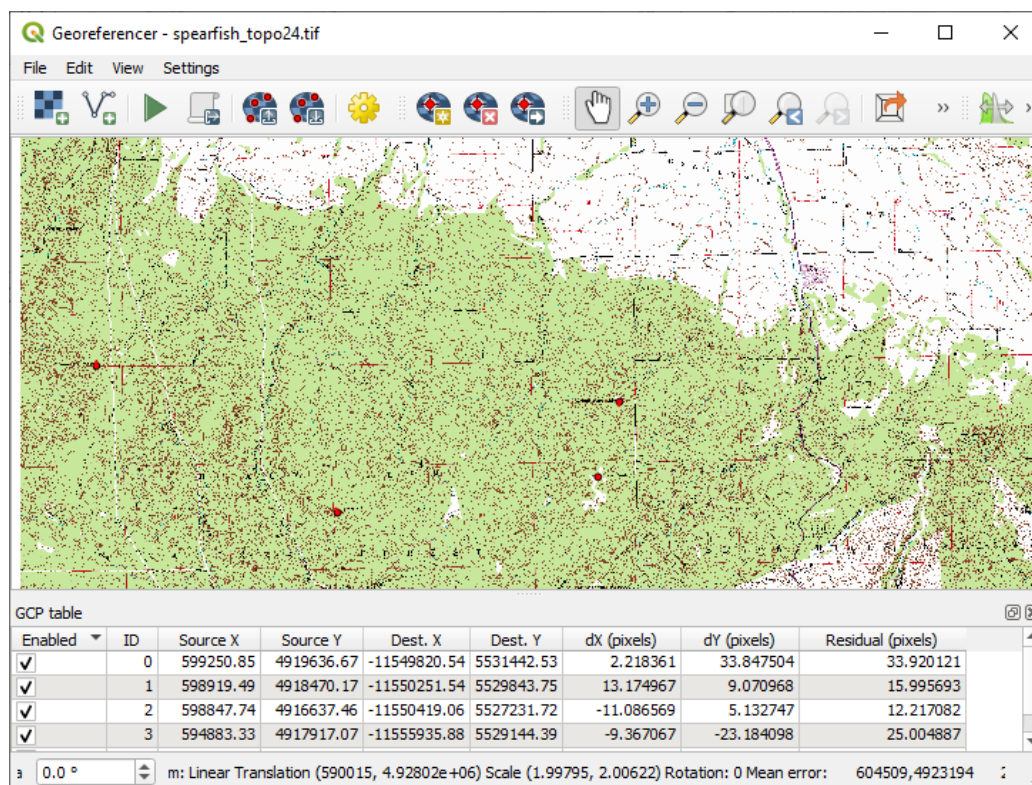 Georeferencer - spearfish_topo24.tif
File Edit View Settings
»
GCP table
Enabled ID Source X Source Y Dest. X Dest. Y dX (pixels) dY (pixels) Residual (pixels)
0 599250.85 4919636.67 -11549820.54 5531442.53 2.218361 33.847504 33.920121
1 598919.49 4918470.17 -11550251.54 5529843.75 13.174967 9.070968 15.995693
2 598847.74 4916637.46 -11550419.06 5527231.72 -11.086569 5.132747 12.217082
3 594883.33 4917917.07 -11555935.88 5529144.39 -9.367067 -23.184098 25.004887
0.0 ° m: Linear Translation (590015, 4.92802e+06) Scale (1.99795, 2.00622) Rotation: 0 Mean error: 604509,4923194